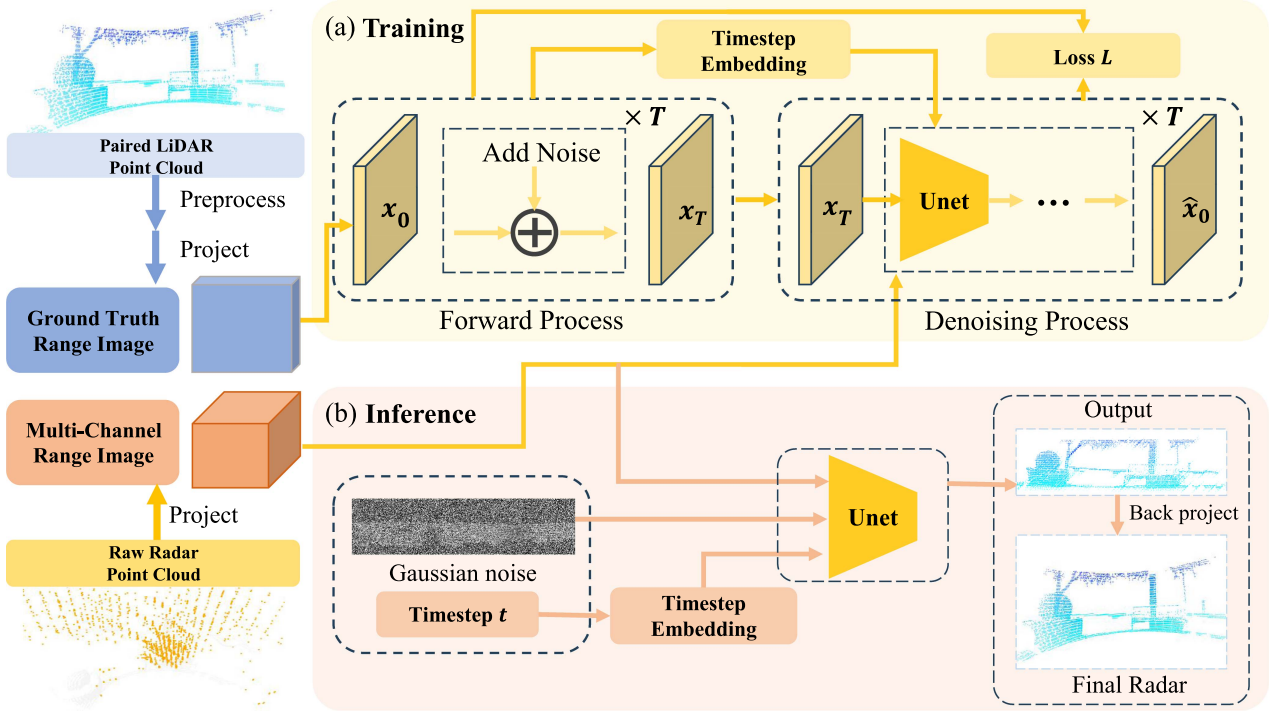 Paired LiDAR
Point Cloud
Preprocess
Project
Ground Truth
Range Image
Multi-Channel
Range Image
Project
Raw Radar
Point Cloud
(a) Training
Timestep
Embedding
Loss L
x₀
Add Noise
× T
x_T
Forward Process
x_T
Unet
...
× T
x̂₀
Denoising Process
(b) Inference
Gaussian noise
Timestep t
Timestep
Embedding
Unet
Output
Back project
Final Radar